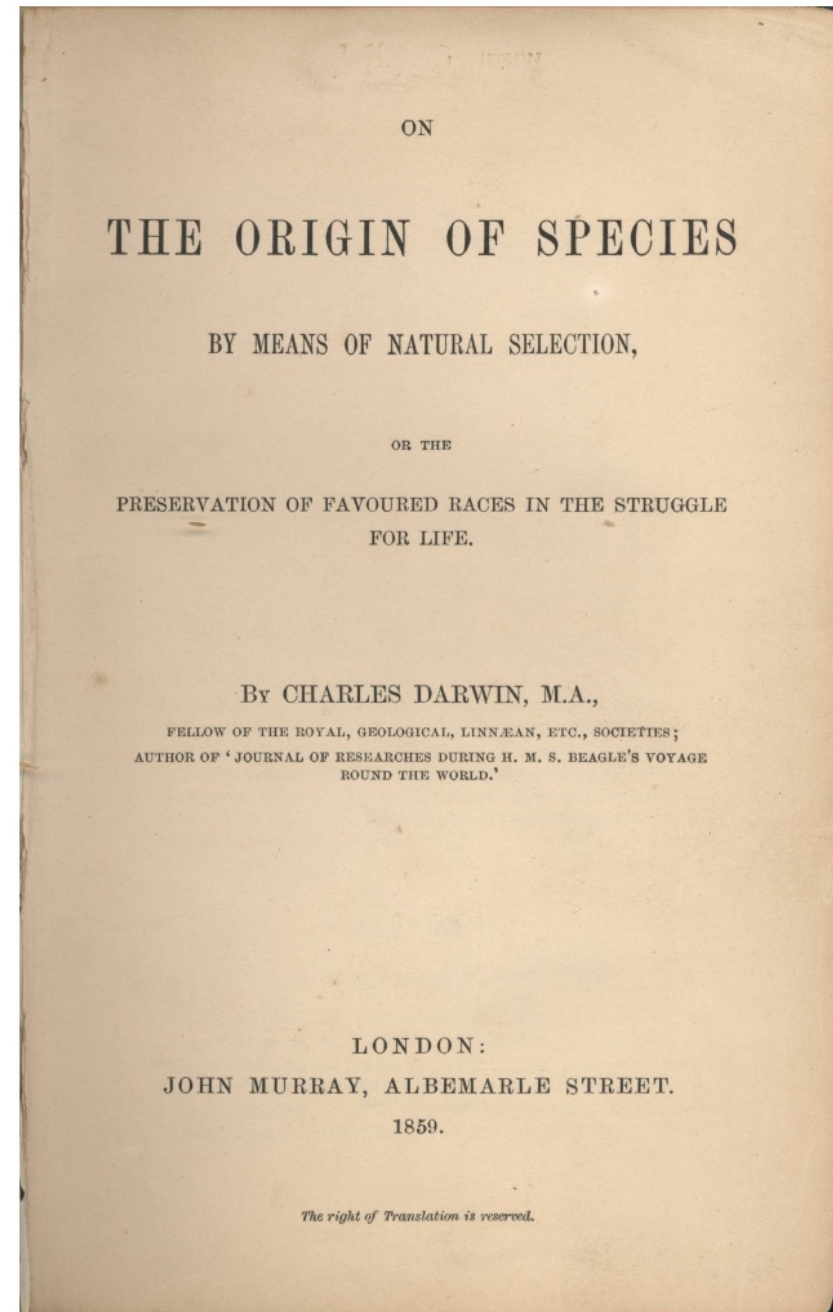 ON
THE ORIGIN OF SPECIES
BY MEANS OF NATURAL SELECTION,
OR THE
PRESERVATION OF FAVOURED RACES IN THE STRUGGLE
FOR LIFE.
By CHARLES DARWIN, M.A.,
FELLOW OF THE ROYAL, GEOLOGICAL, LINNÆAN, ETC., SOCIETIES;
AUTHOR OF ‘JOURNAL OF RESEARCHES DURING H. M. S. BEAGLE’S VOYAGE
ROUND THE WORLD.’
LONDON:
JOHN MURRAY, ALBEMARLE STREET.
1859.
The right of Translation is reserved.